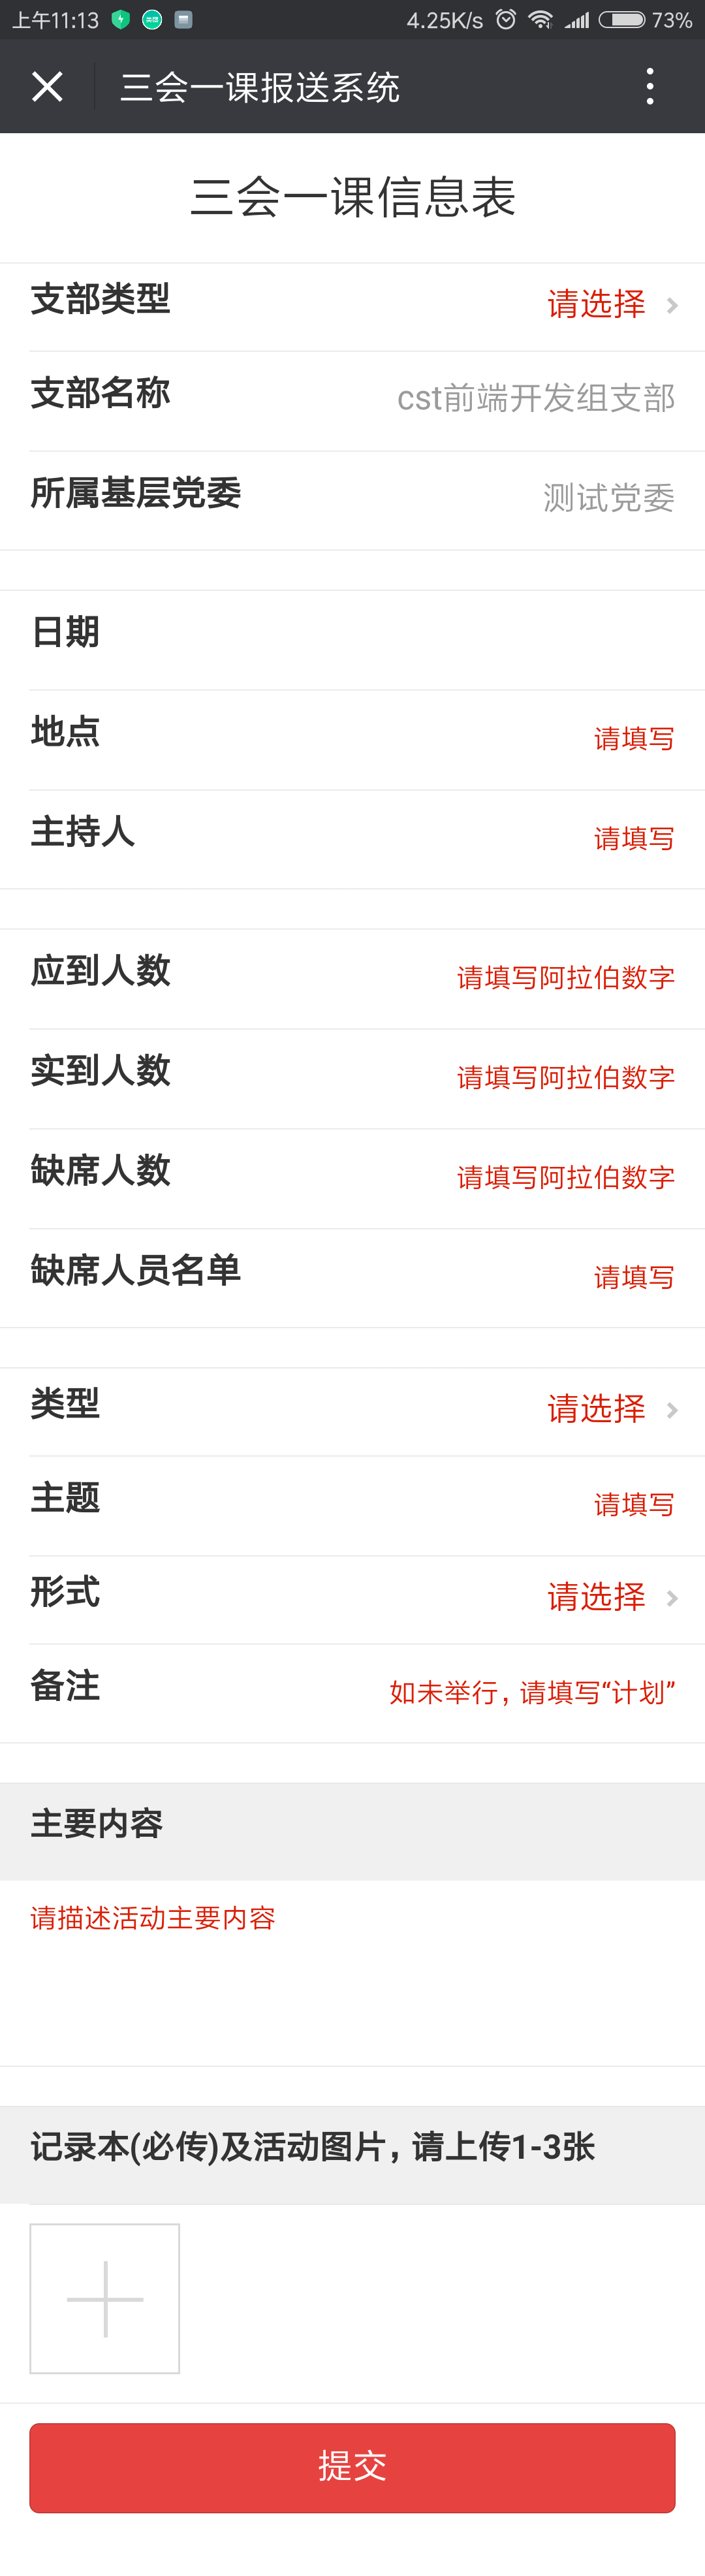 上午11:13 4.25K/s 73%
三会一课报送系统
三会一课信息表
支部类型 请选择
支部名称 cst前端开发组支部
所属基层党委 测试党委
日期
地点 请填写
主持人 请填写
应到人数 请填写阿拉伯数字
实到人数 请填写阿拉伯数字
缺席人数 请填写阿拉伯数字
缺席人员名单 请填写
类型 请选择
主题 请填写
形式 请选择
备注 如未举行，请填写“计划”
主要内容
请描述活动主要内容
记录本(必传)及活动图片，请上传1-3张
提交